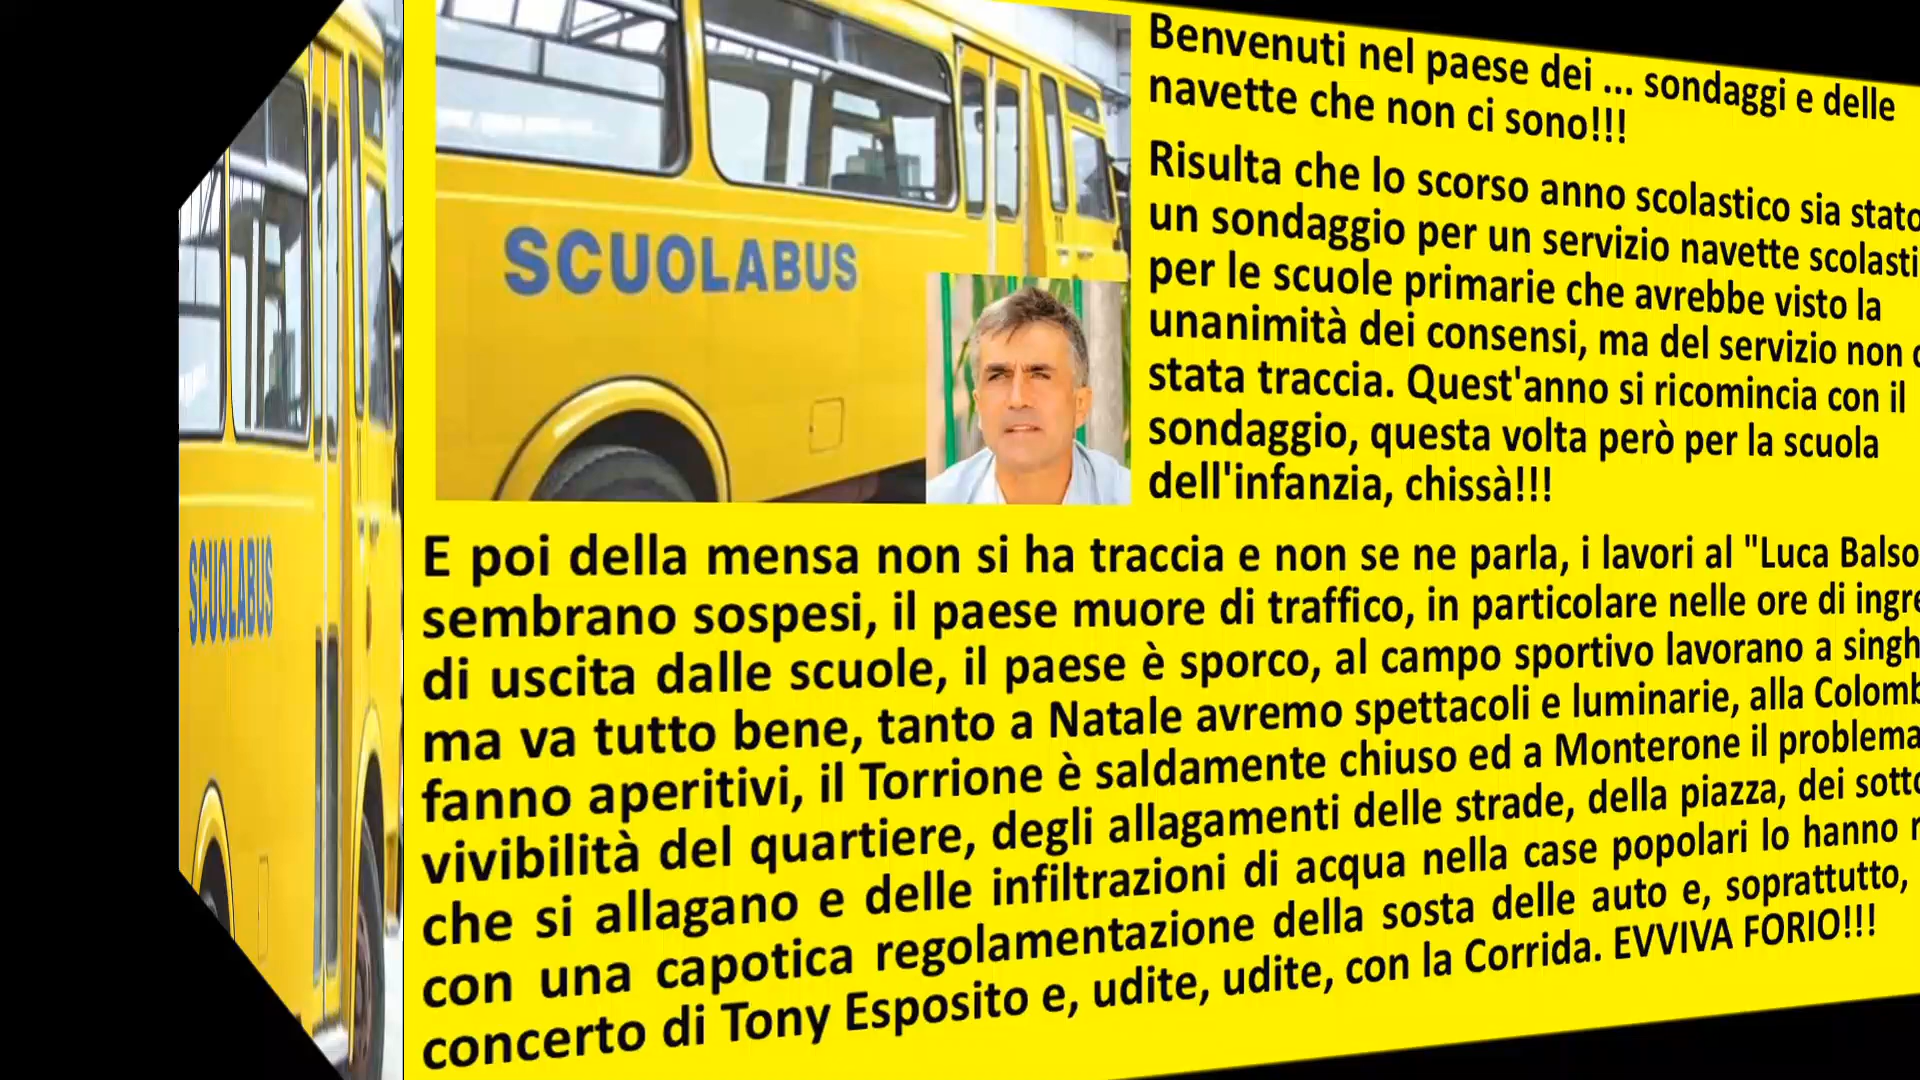 SCUOLABUS
SCUOLABUS
Benvenuti nel paese dei ... sondaggi e delle
navette che non ci sono!!!
Risulta che lo scorso anno scolastico sia stato
un sondaggio per un servizio navette
per le scuole primarie che avrebbe visto la
unanimità dei consensi, ma del servizio non
stata traccia. Quest'anno si ricomincia con il
sondaggio, questa volta però per la scuola
dell'infanzia, chissà!!!
E poi della mensa non si ha traccia e non se ne parla, i lavori al "Luca
sembrano sospesi, il paese muore di traffico, in particolare nelle ore di
di uscita dalle scuole, il paese è sporco, al campo sportivo lavorano a
ma va tutto bene, tanto a Natale avremo spettacoli e luminarie, alla
fanno aperitivi, il Torrione è saldamente chiuso ed a Monterone il problema
vivibilità del quartiere, degli allagamenti delle strade, della piazza, dei
che si allagano e delle infiltrazioni di acqua nella case popolari lo hanno
con una capotica regolamentazione della sosta delle auto e, soprattutto,
concerto di Tony Esposito e, udite, udite, con la Corrida. EVVIVA FORIO!!!